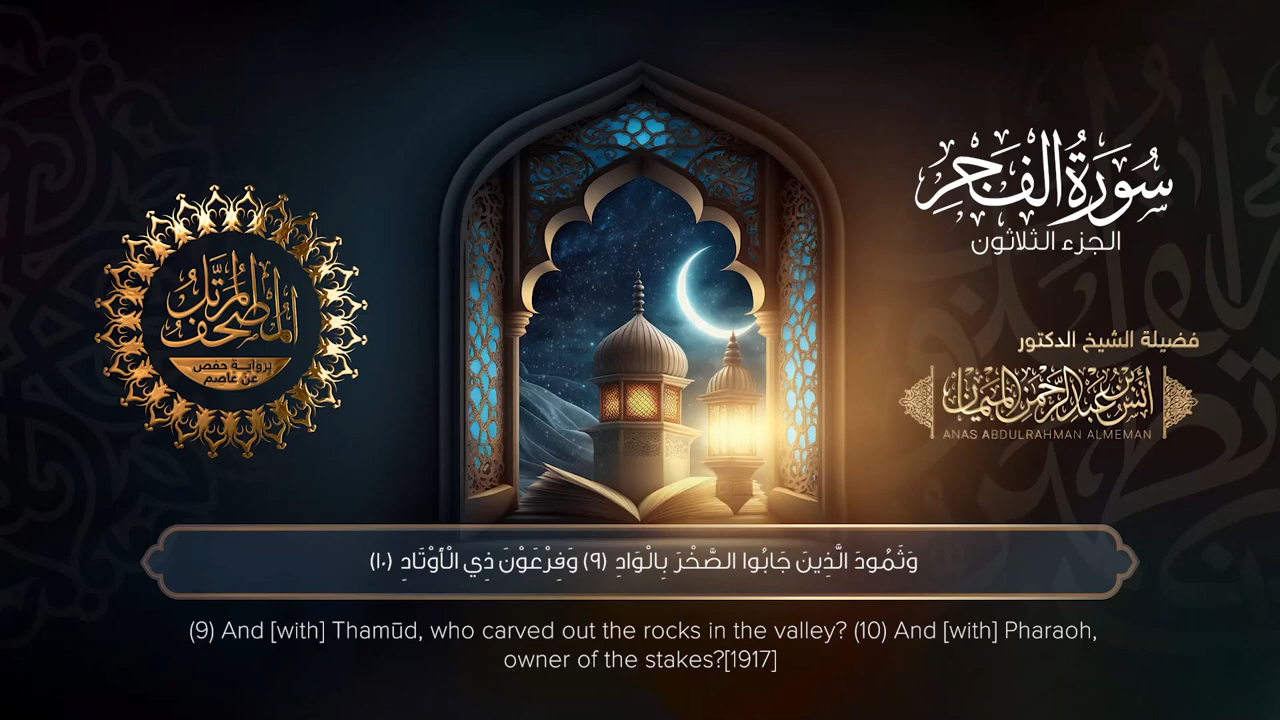 سُورَةُ الْفَجْرِ
الجزء الثلاثون
المصحف المرتل
برواية حفص
عن عاصم
فضيلة الشيخ الدكتور
أنس بن عبدالرحمن الميمان
ANAS ABDULRAHMAN ALMEMAN
وَثَمُودَ الَّذِينَ جَابُوا الصَّخْرَ بِالْوَادِ (٩) وَفِرْعَوْنَ ذِي الْأَوْتَادِ (١٠)
(9) And [with] Thamūd, who carved out the rocks in the valley? (10) And [with] Pharaoh,
owner of the stakes?[1917]